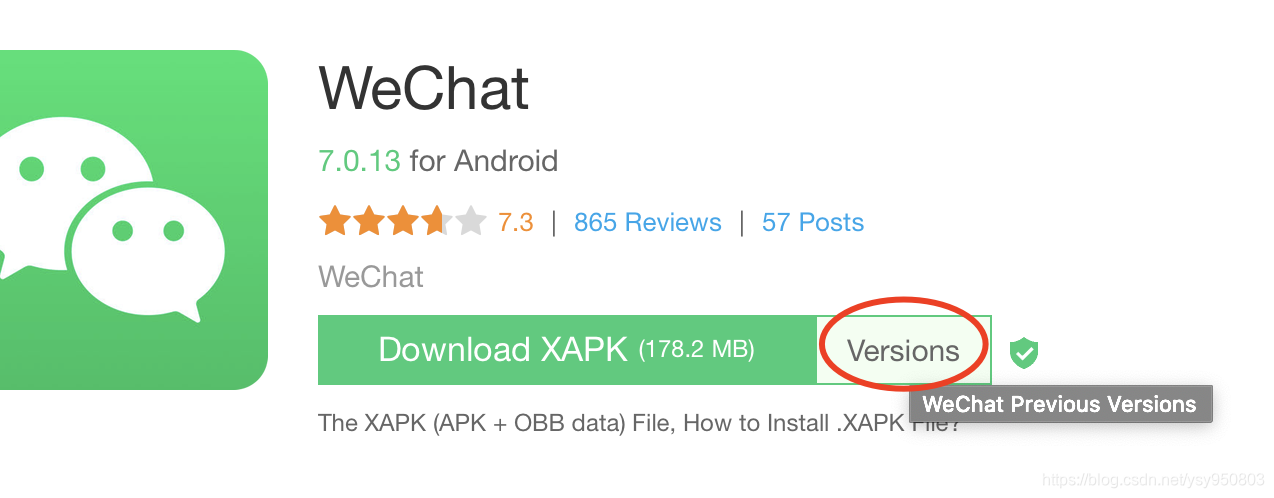 WeChat
7.0.13 for Android
7.3 | 865 Reviews | 57 Posts
WeChat
Download XAPK (178.2 MB) Versions
WeChat Previous Versions
The XAPK (APK + OBB data) File, How to Install .XAPK File?
https://blog.csdn.net/ysy950803